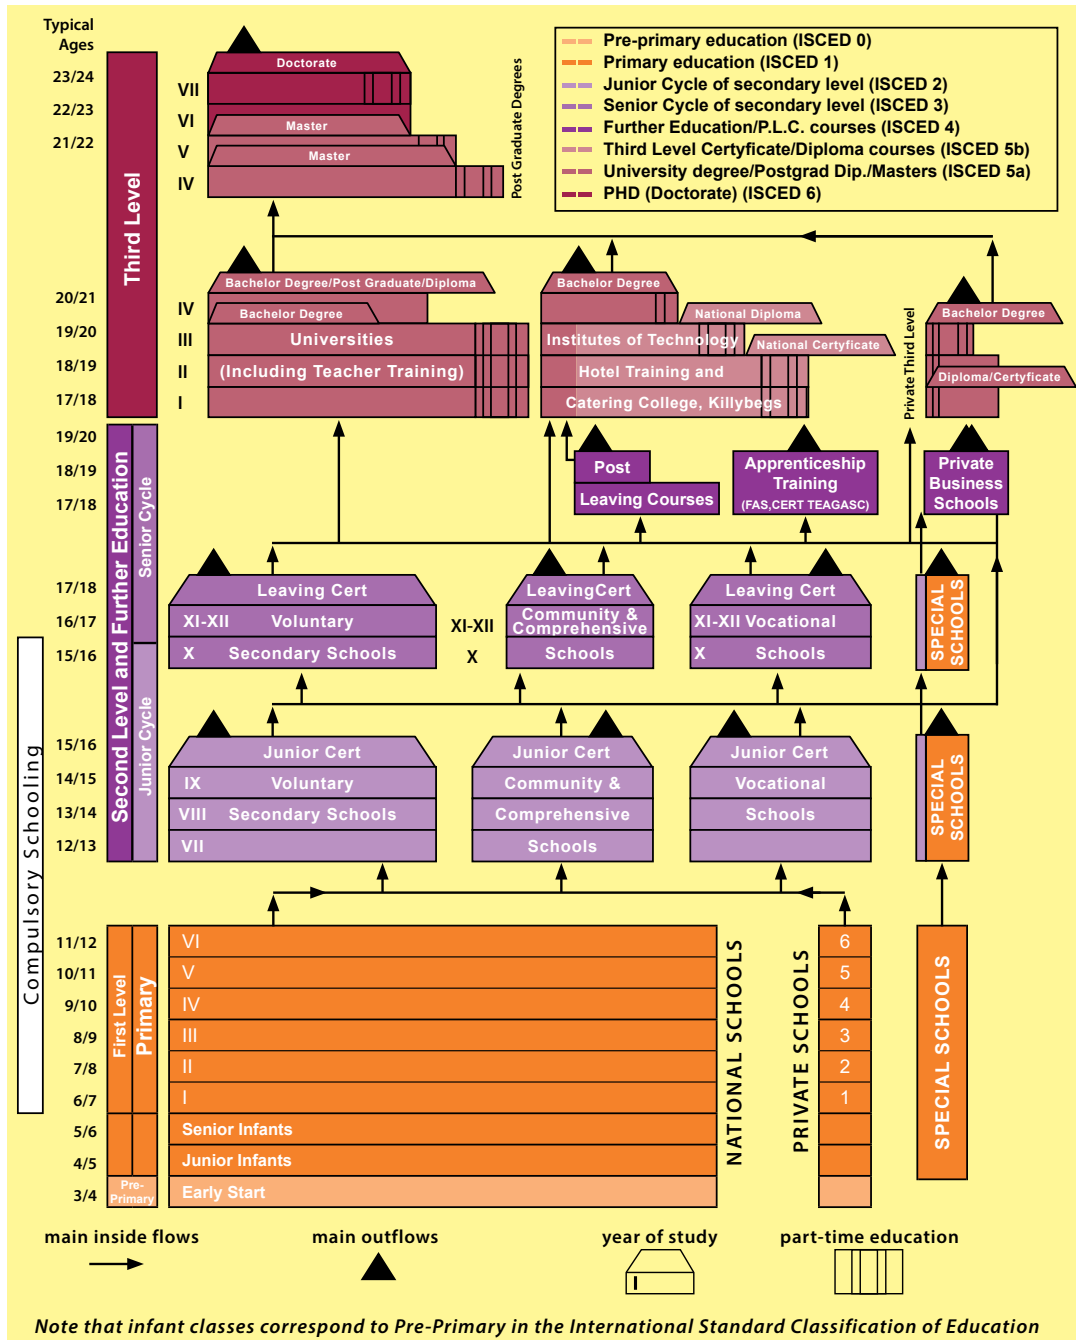 Typical
Ages
Pre-primary education (ISCED 0)
Primary education (ISCED 1)
Junior Cycle of secondary level (ISCED 2)
Senior Cycle of secondary level (ISCED 3)
Further Education/P.L.C. courses (ISCED 4)
Third Level Certyficate/Diploma courses (ISCED 5b)
University degree/Postgrad Dip./Masters (ISCED 5a)
PHD (Doctorate) (ISCED 6)
Third Level
23/24
22/23
21/22
VII
VI
V
IV
Doctorate
Master
Master
Post Graduate Degrees
20/21
19/20
18/19
17/18
IV
III
II
I
Bachelor Degree/Post Graduate/Diploma
Bachelor Degree
Universities
(Including Teacher Training)
Bachelor Degree
National Diploma
Institutes of Technology
National Certyficate
Hotel Training and
Catering College, Killybegs
Private Third Level
Bachelor Degree
Diploma/Certyficate
Second Level and Further Education
Senior Cycle
19/20
18/19
17/18
Post
Leaving Courses
Apprenticeship
Training
(FAS,CERT TEAGASC)
Private
Business
Schools
17/18
16/17
15/16
Leaving Cert
XI-XII Voluntary
X Secondary Schools
XI-XII
X
LeavingCert
Community &
Comprehensive
Schools
Leaving Cert
XI-XII Vocational
X Schools
SPECIAL
SCHOOLS
Compulsory Schooling
Junior Cycle
15/16
14/15
13/14
12/13
Junior Cert
IX Voluntary
VIII Secondary Schools
VII
Junior Cert
Community &
Comprehensive
Schools
Junior Cert
Vocational
Schools
SPECIAL
SCHOOLS
First Level
Primary
11/12
10/11
9/10
8/9
7/8
6/7
5/6
4/5
3/4
Pre-
Primary
VI
V
IV
III
II
I
Senior Infants
Junior Infants
Early Start
NATIONAL SCHOOLS
PRIVATE SCHOOLS
6
5
4
3
2
1
SPECIAL SCHOOLS
main inside flows
main outflows
year of study
I
part-time education
Note that infant classes correspond to Pre-Primary in the International Standard Classification of Education